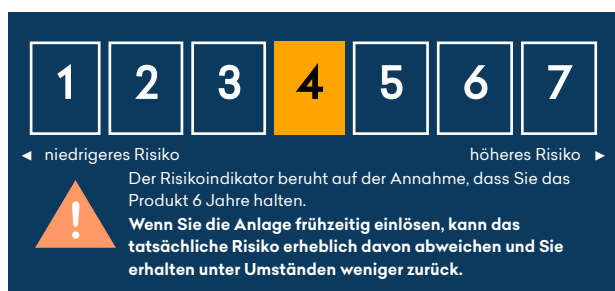 1 2 3 4 5 6 7
◄ niedrigeres Risiko höheres Risiko ►
Der Risikoindikator beruht auf der Annahme, dass Sie das
Produkt 6 Jahre halten.
Wenn Sie die Anlage frühzeitig einlösen, kann das
tatsächliche Risiko erheblich davon abweichen und Sie
erhalten unter Umständen weniger zurück.